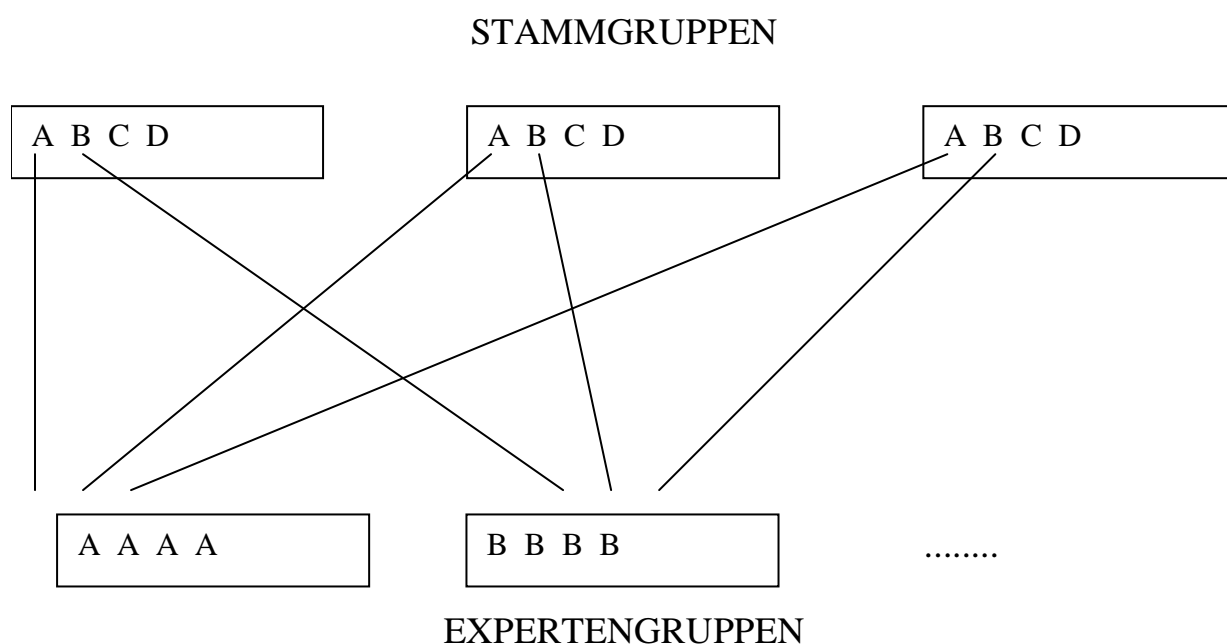 STAMMGRUPPEN
A B C D
A B C D
A B C D
A A A A
B B B B
........
EXPERTENGRUPPEN